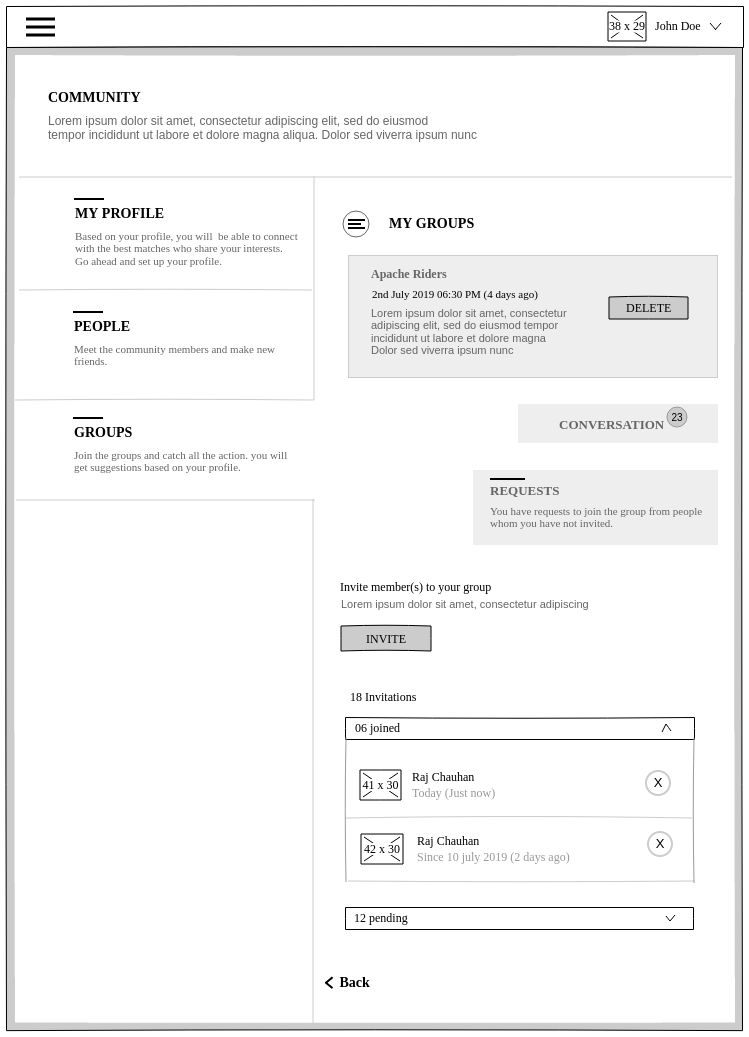 38 x 29
John Doe
COMMUNITY
Lorem ipsum dolor sit amet, consectetur adipiscing elit, sed do eiusmod
tempor incididunt ut labore et dolore magna aliqua. Dolor sed viverra ipsum nunc
MY PROFILE
Based on your profile, you will be able to connect
with the best matches who share your interests.
Go ahead and set up your profile.
PEOPLE
Meet the community members and make new
friends.
GROUPS
Join the groups and catch all the action. you will
get suggestions based on your profile.
MY GROUPS
Apache Riders
2nd July 2019 06:30 PM (4 days ago)
Lorem ipsum dolor sit amet, consectetur
adipiscing elit, sed do eiusmod tempor
incididunt ut labore et dolore magna
Dolor sed viverra ipsum nunc
DELETE
CONVERSATION
23
REQUESTS
You have requests to join the group from people
whom you have not invited.
Invite member(s) to your group
Lorem ipsum dolor sit amet, consectetur adipiscing
INVITE
18 Invitations
06 joined
41 x 30
Raj Chauhan
Today (Just now)
X
42 x 30
Raj Chauhan
Since 10 july 2019 (2 days ago)
X
12 pending
Back